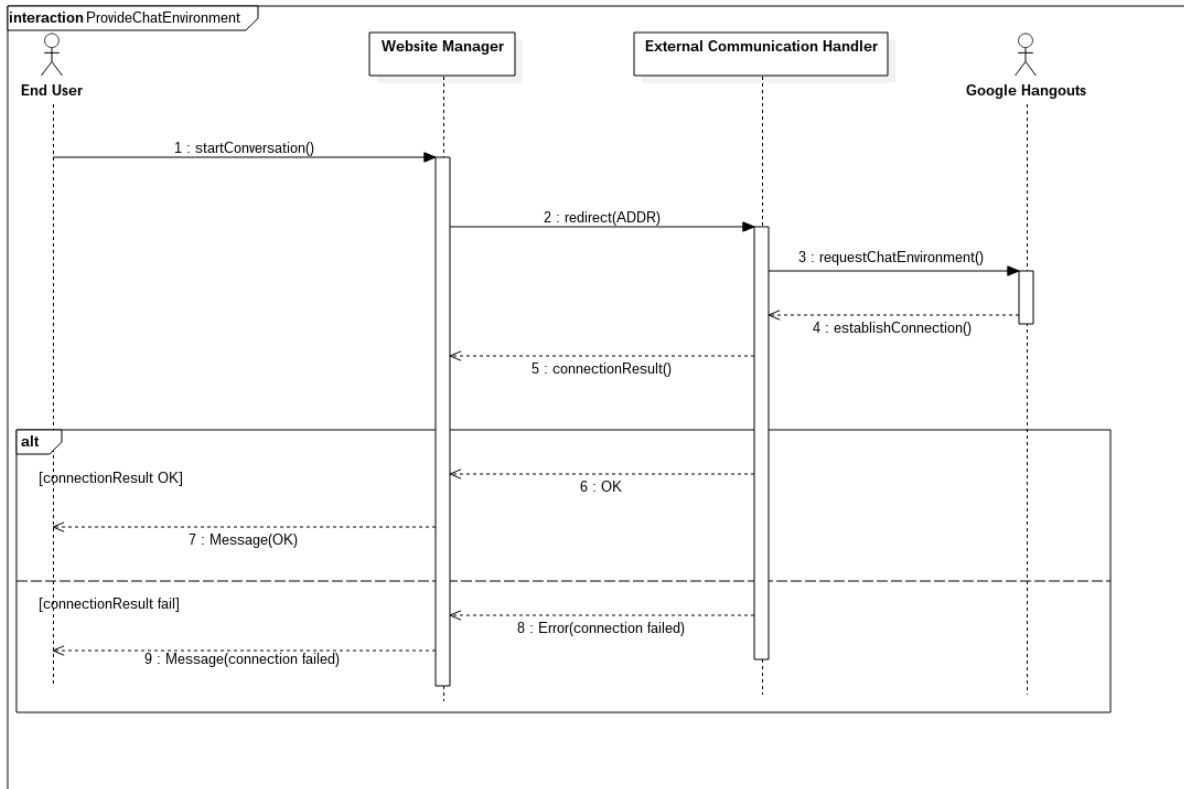 interaction ProvideChatEnvironment
End User
Website Manager
External Communication Handler
Google Hangouts
1 : startConversation()
2 : redirect(ADDR)
3 : requestChatEnvironment()
4 : establishConnection()
5 : connectionResult()
alt
[connectionResult OK]
6 : OK
7 : Message(OK)
[connectionResult fail]
8 : Error(connection failed)
9 : Message(connection failed)